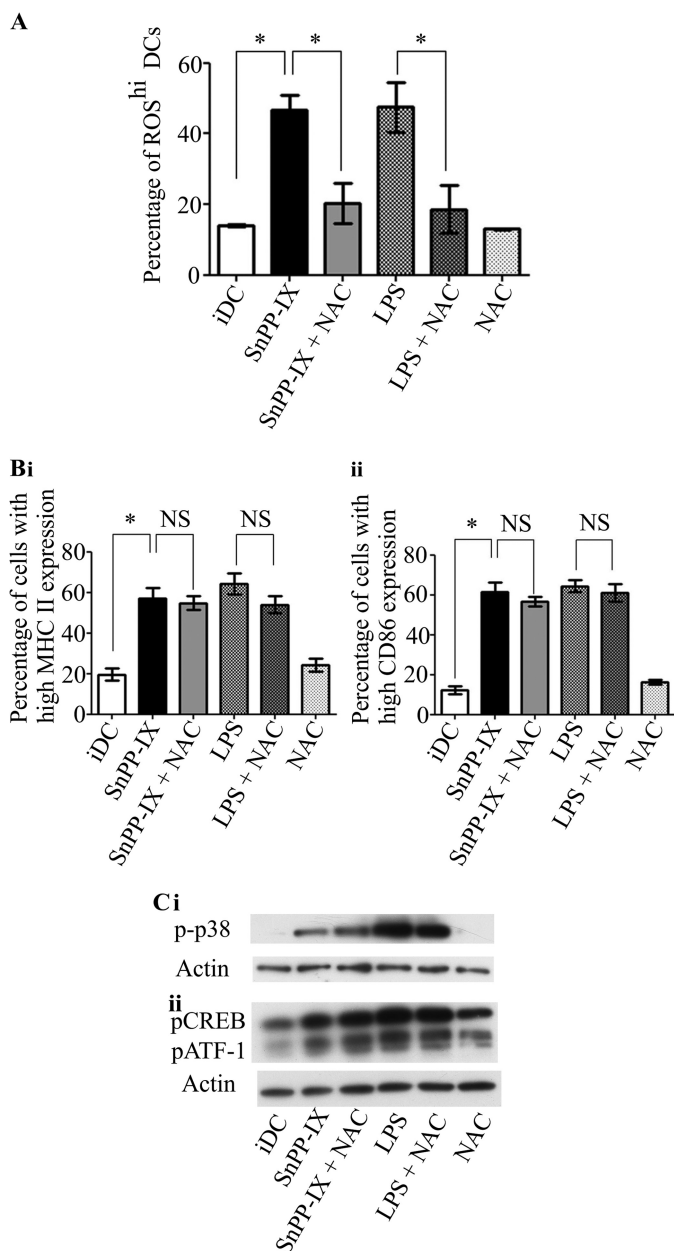 A
Percentage of ROShi DCs
60
40
20
0
* * *
iDC
SnPP-IX
SnPP-IX + NAC
LPS
LPS + NAC
NAC
Bi
Percentage of cells with
high MHC II expression
80
60
40
20
0
* NS NS
iDC
SnPP-IX
SnPP-IX + NAC
LPS
LPS + NAC
NAC
ii
Percentage of cells with
high CD86 expression
80
60
40
20
0
* NS NS
iDC
SnPP-IX
SnPP-IX + NAC
LPS
LPS + NAC
NAC
C i
p-p38
Actin
ii
pCREB
pATF-1
Actin
iDC
SnPP-IX
SnPP-IX + NAC
LPS
LPS + NAC
NAC